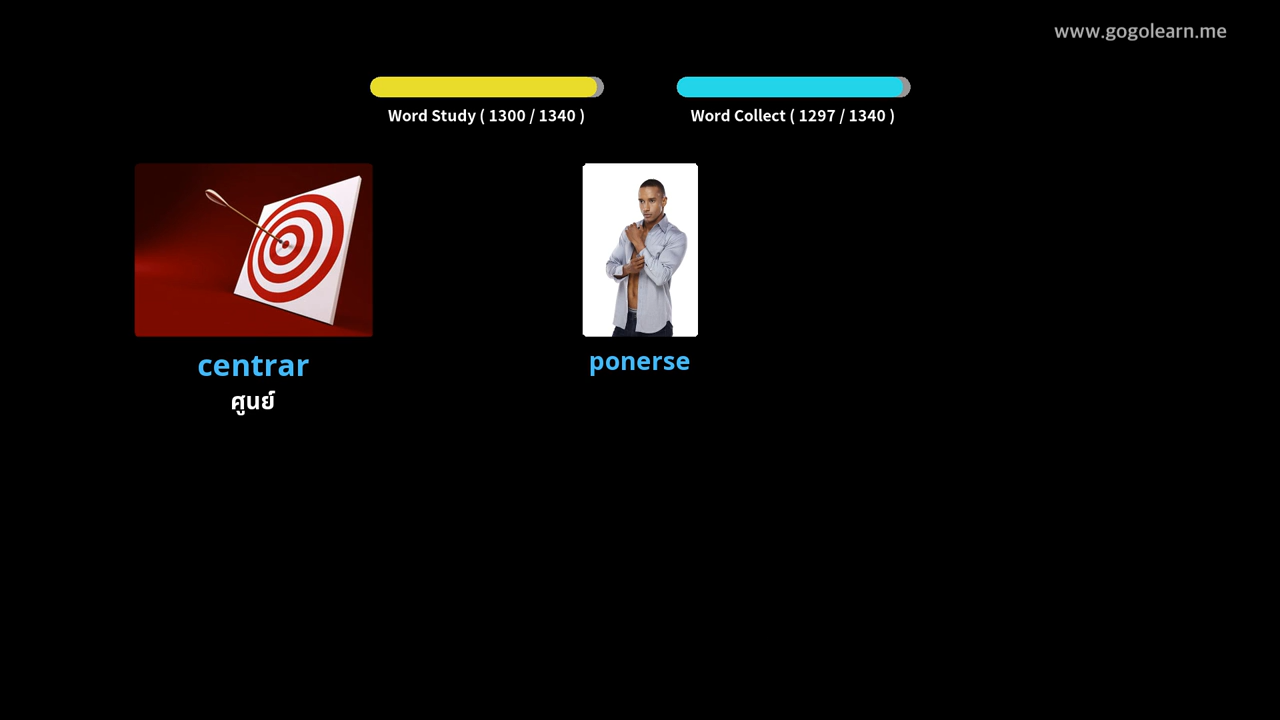 www.gogolearn.me
Word Study ( 1300 / 1340 )
Word Collect ( 1297 / 1340 )
centrar
ศูนย์
ponerse